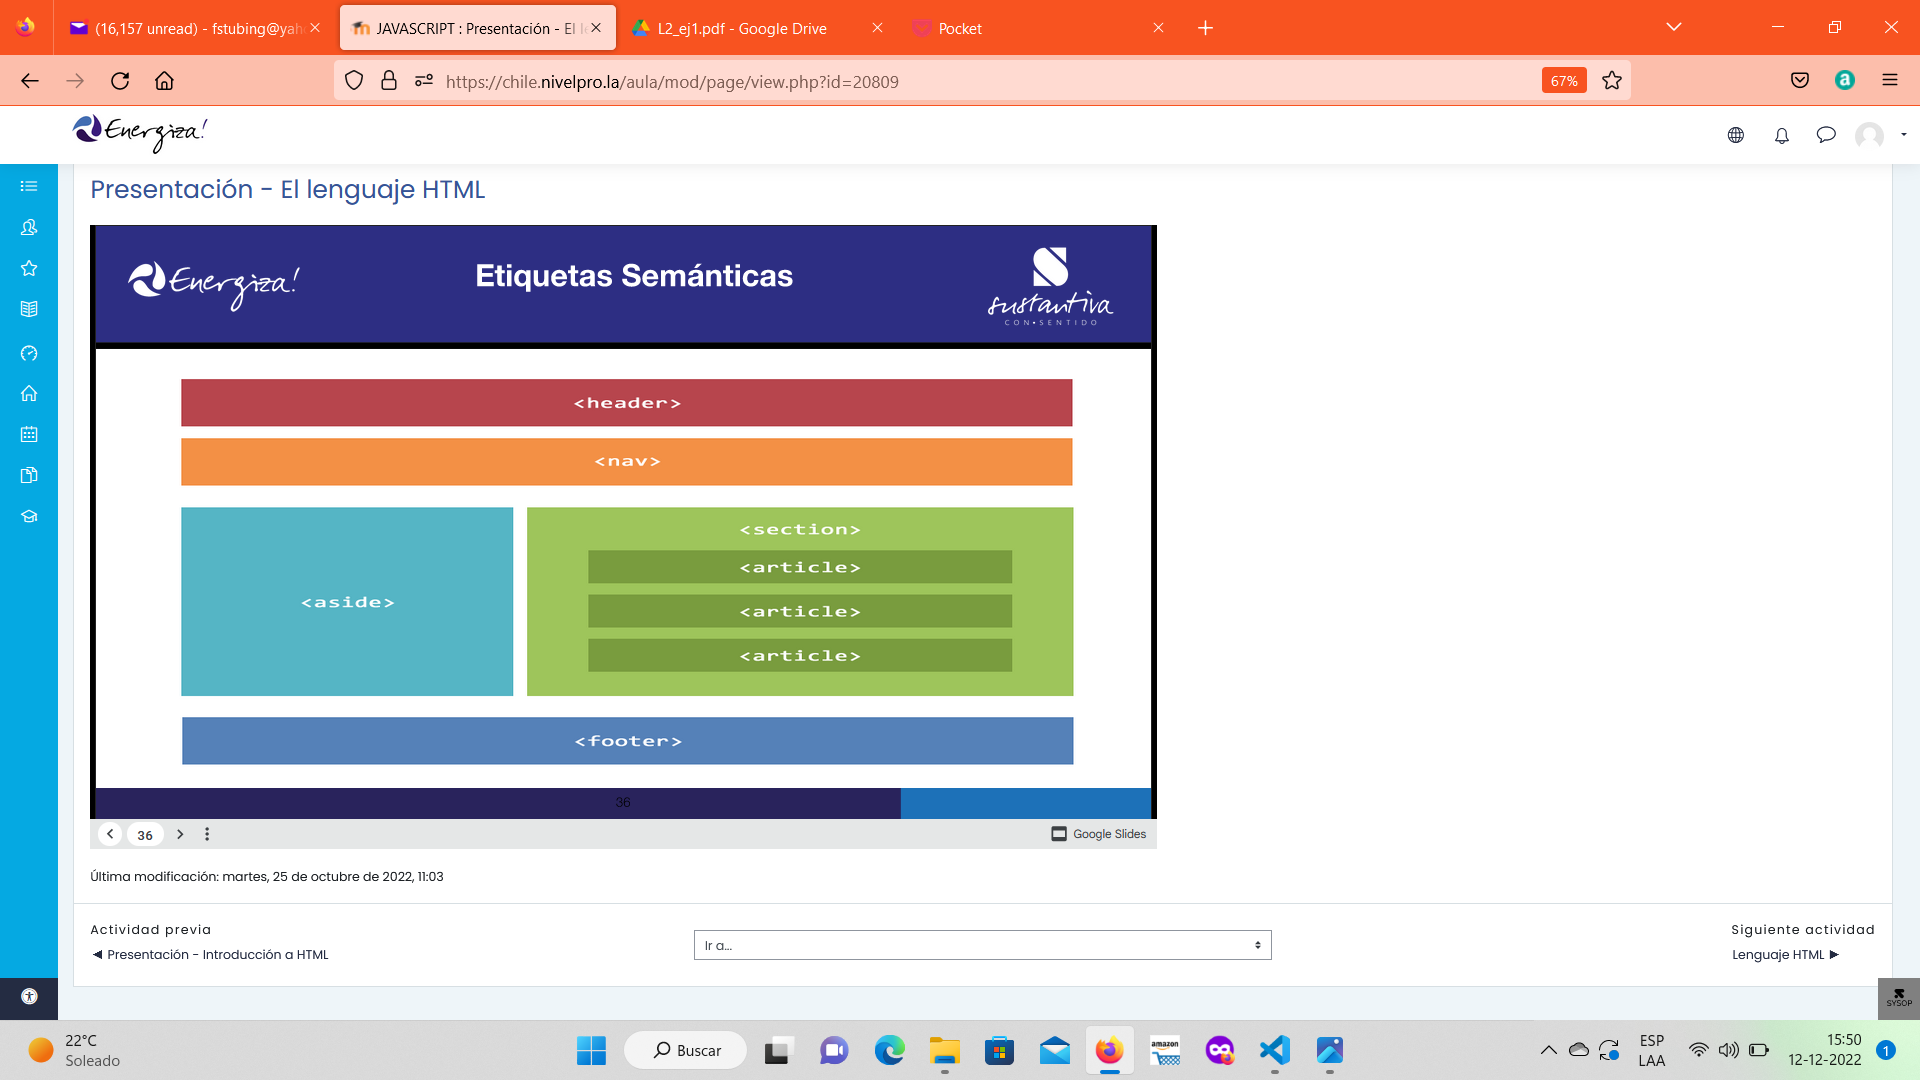 (16,157 unread) - fstubing@yah
JAVASCRIPT : Presentación - El l
L2_ej1.pdf - Google Drive
Pocket
https://chile.nivelpro.la/aula/mod/page/view.php?id=20809
67%
Energiza!
Presentación - El lenguaje HTML
Energiza!
Etiquetas Semánticas
sustantiva
CON•SENTIDO
<header>
<nav>
<section>
<article>
<aside>
<article>
<article>
<footer>
36
36
Google Slides
Última modificación: martes, 25 de octubre de 2022, 11:03
Actividad previa
◄ Presentación - Introducción a HTML
Ir a...
Siguiente actividad
Lenguaje HTML ►
SYSOP
22°C
Soleado
Buscar
amazon
ESP
LAA
15:50
12-12-2022
1